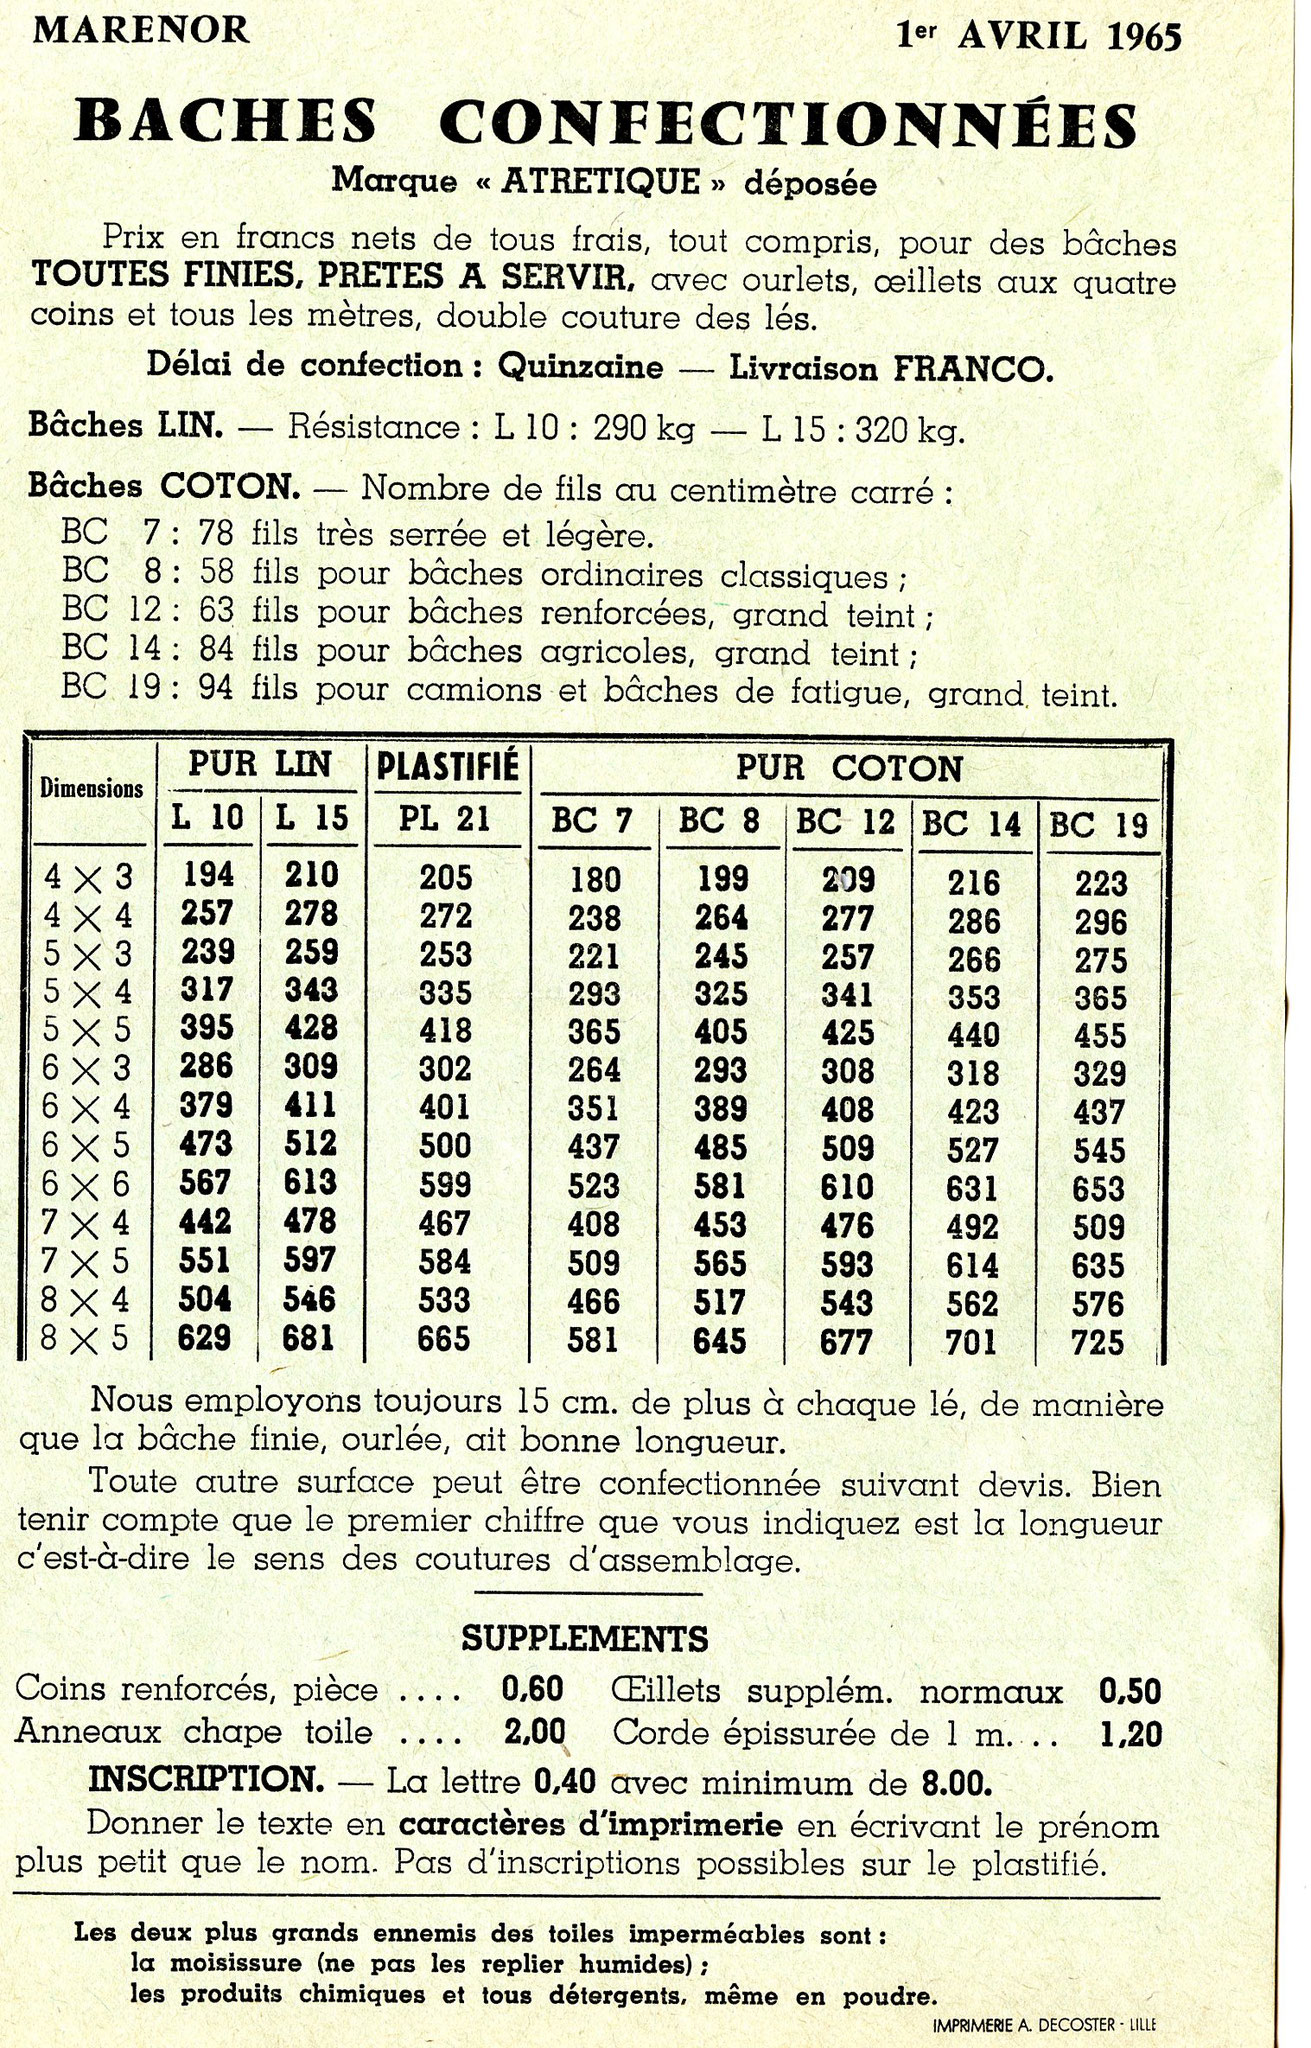 MARENOR 1er AVRIL 1965
BACHES CONFECTIONNÉES
Marque « ATRETIQUE » déposée
Prix en francs nets de tous frais, tout compris, pour des bâches
TOUTES FINIES, PRETES A SERVIR, avec ourlets, œillets aux quatre
coins et tous les mètres, double couture des lés.
Délai de confection : Quinzaine — Livraison FRANCO.
Bâches LIN. — Résistance : L 10 : 290 kg — L 15 : 320 kg.
Bâches COTON. — Nombre de fils au centimètre carré :
BC 7 : 78 fils très serrée et légère.
BC 8 : 58 fils pour bâches ordinaires classiques ;
BC 12 : 63 fils pour bâches renforcées, grand teint ;
BC 14 : 84 fils pour bâches agricoles, grand teint ;
BC 19 : 94 fils pour camions et bâches de fatigue, grand teint.
Dimensions PUR LIN PLASTIFIÉ PUR COTON
L 10 L 15 PL 21 BC 7 BC 8 BC 12 BC 14 BC 19
4 X 3 194 210 205 180 199 209 216 223
4 X 4 257 278 272 238 264 277 286 296
5 X 3 239 259 253 221 245 257 266 275
5 X 4 317 343 335 293 325 341 353 365
5 X 5 395 428 418 365 405 425 440 455
6 X 3 286 309 302 264 293 308 318 329
6 X 4 379 411 401 351 389 408 423 437
6 X 5 473 512 500 437 485 509 527 545
6 X 6 567 613 599 523 581 610 631 653
7 X 4 442 478 467 408 453 476 492 509
7 X 5 551 597 584 509 565 593 614 635
8 X 4 504 546 533 466 517 543 562 576
8 X 5 629 681 665 581 645 677 701 725
Nous employons toujours 15 cm. de plus à chaque lé, de manière
que la bâche finie, ourlée, ait bonne longueur.
Toute autre surface peut être confectionnée suivant devis. Bien
tenir compte que le premier chiffre que vous indiquez est la longueur
c'est-à-dire le sens des coutures d'assemblage.
SUPPLEMENTS
Coins renforcés, pièce .... 0,60 Œillets supplém. normaux 0,50
Anneaux chape toile .... 2,00 Corde épissurée de 1 m. .. 1,20
INSCRIPTION. — La lettre 0,40 avec minimum de 8.00.
Donner le texte en caractères d'imprimerie en écrivant le prénom
plus petit que le nom. Pas d'inscriptions possibles sur le plastifié.
Les deux plus grands ennemis des toiles imperméables sont :
la moisissure (ne pas les replier humides) ;
les produits chimiques et tous détergents, même en poudre.
IMPRIMERIE A. DECOSTER - LILLE